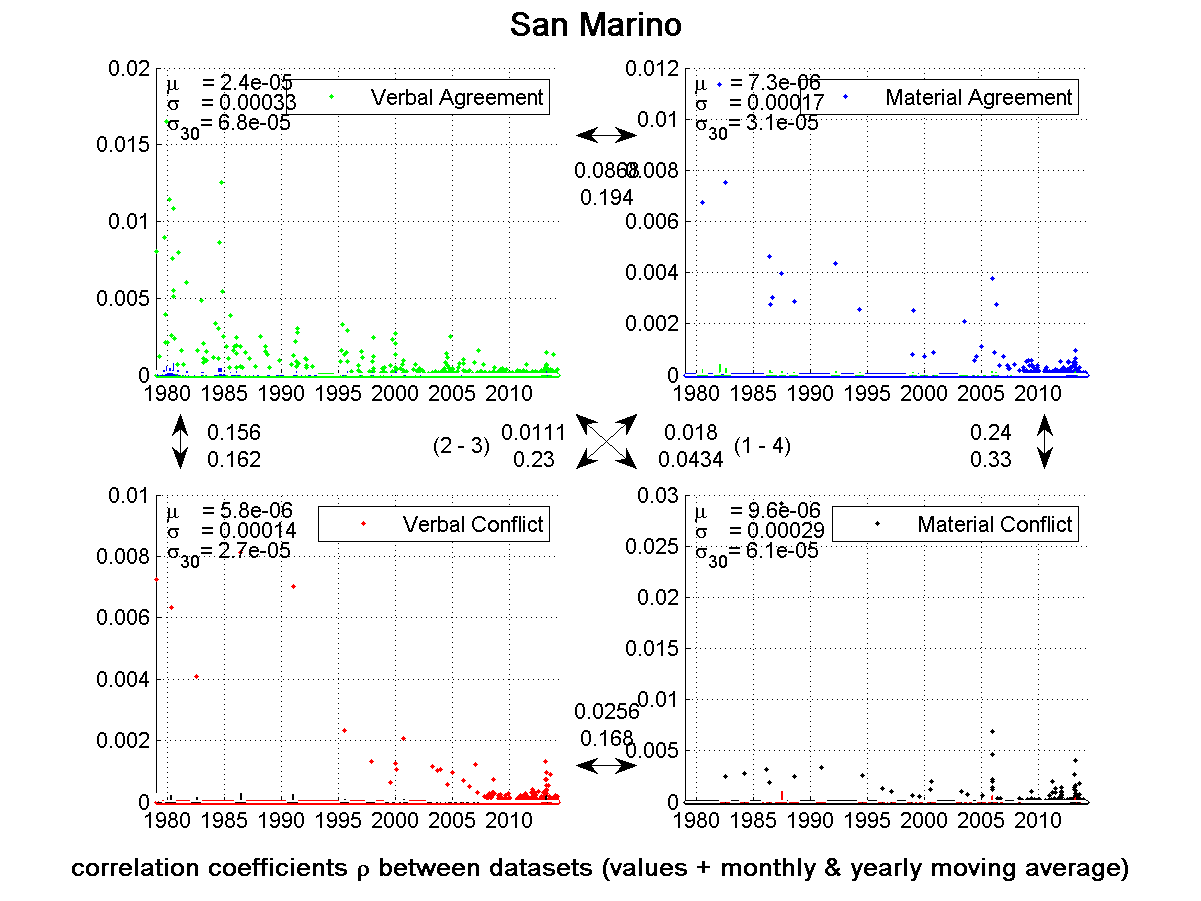 San Marino
0.02
0.015
0.01
0.005
0
μ = 2.4e-05
σ = 0.00033
σ30= 6.8e-05
Verbal Agreement
1980 1985 1990 1995 2000 2005 2010
0.0868
0.194
0.012
0.01
0.008
0.006
0.004
0.002
0
μ = 7.3e-06
σ = 0.00017
σ30= 3.1e-05
Material Agreement
1980 1985 1990 1995 2000 2005 2010
0.156
0.162
(2 - 3)
0.0111
0.23
0.018
0.0434
(1 - 4)
0.24
0.33
0.01
0.008
0.006
0.004
0.002
0
μ = 5.8e-06
σ = 0.00014
σ30= 2.7e-05
Verbal Conflict
1980 1985 1990 1995 2000 2005 2010
0.0256
0.168
0.03
0.025
0.02
0.015
0.01
0.005
0
μ = 9.6e-06
σ = 0.00029
σ30= 6.1e-05
Material Conflict
1980 1985 1990 1995 2000 2005 2010
correlation coefficients ρ between datasets (values + monthly & yearly moving average)